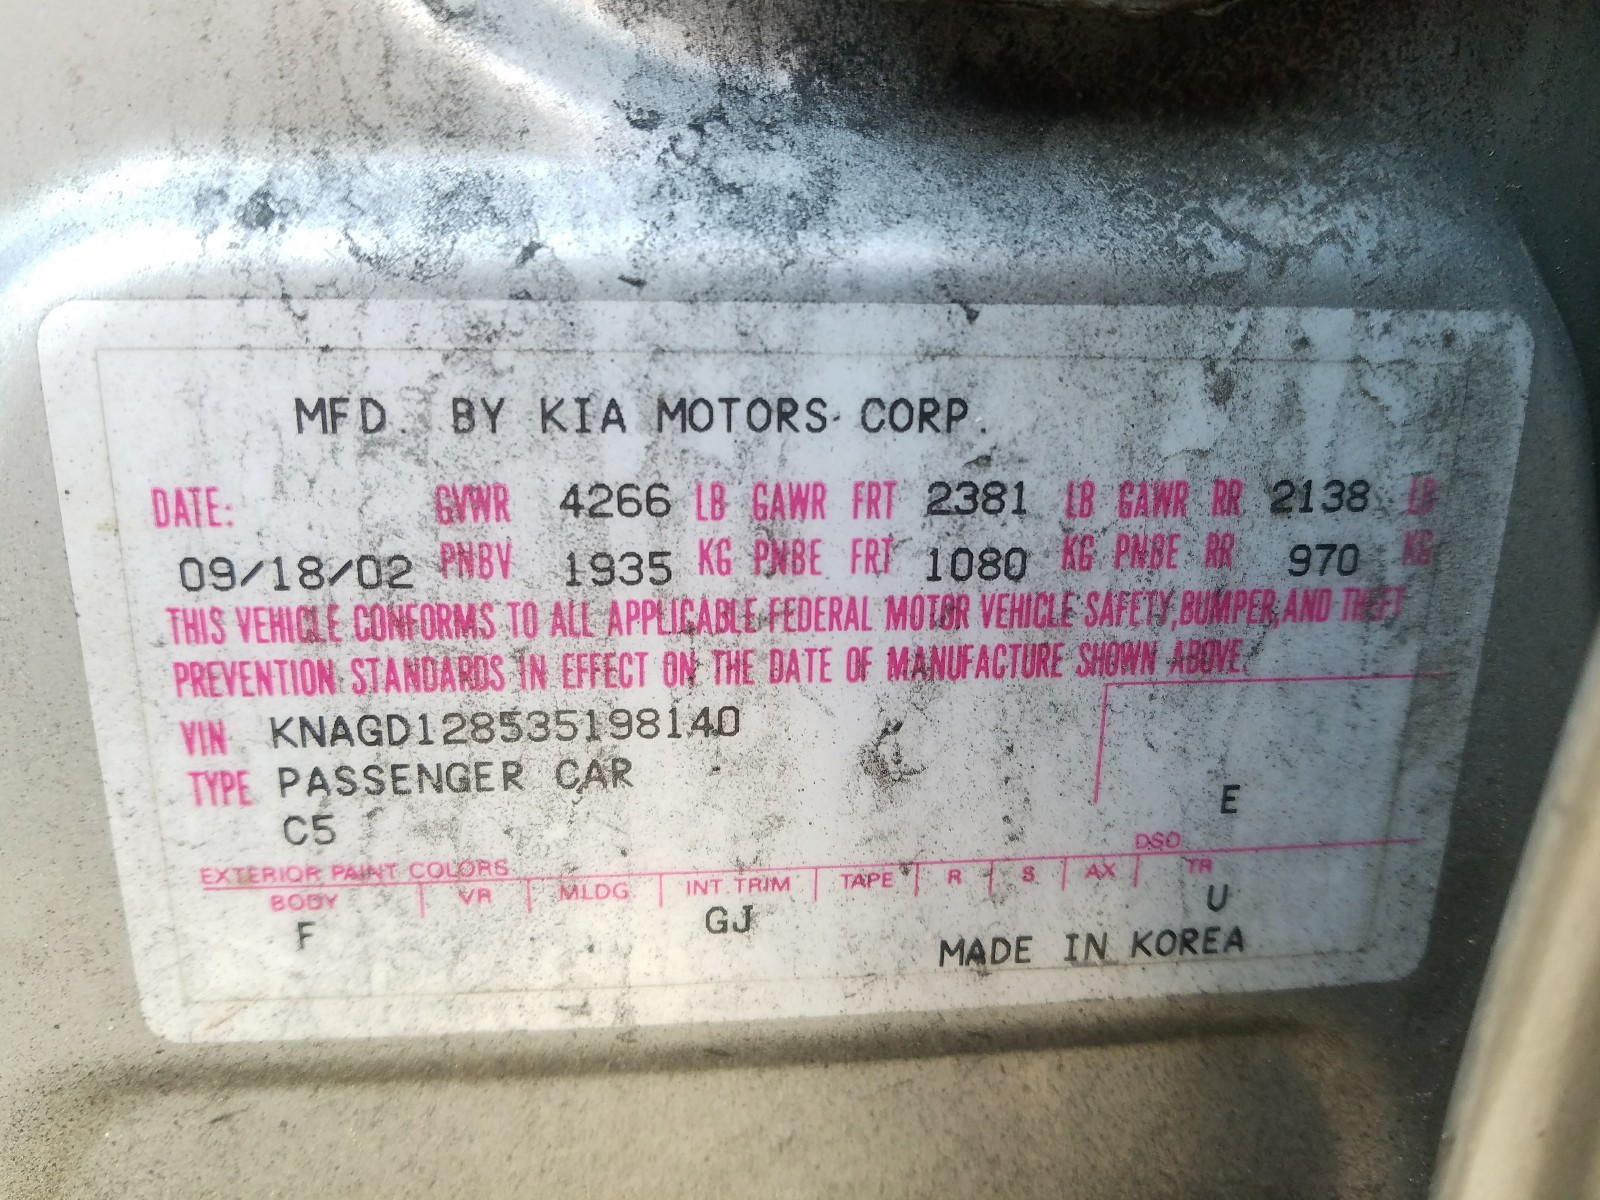 MFD. BY KIA MOTORS CORP.
DATE: GVWR 4266 LB GAWR FRT 2381 LB GAWR RR 2138 LB
09/18/02 PNBV 1935 KG PNBE FRT 1080 KG PNBE RR 970 KG
THIS VEHICLE CONFORMS TO ALL APPLICABLE FEDERAL MOTOR VEHICLE SAFETY, BUMPER, AND THEFT
PREVENTION STANDARDS IN EFFECT ON THE DATE OF MANUFACTURE SHOWN ABOVE.
VIN KNAGD128535198140
TYPE PASSENGER CAR
C5
E
DSO
EXTERIOR PAINT COLORS
BODY VR MLDG INT TRIM TAPE R S AX TR
F GJ U
MADE IN KOREA